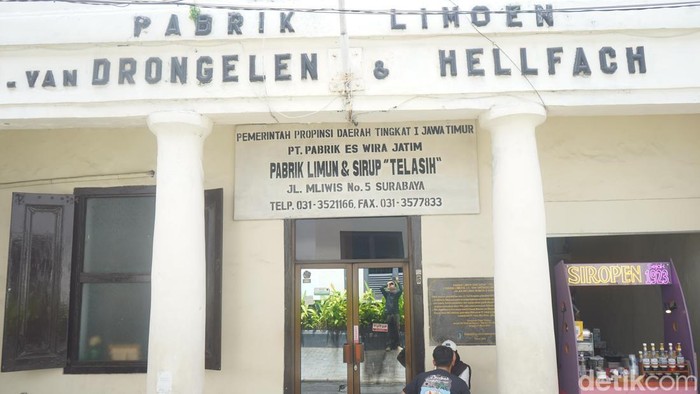 PABRIK LIMOEN
J. VAN DRONGELEN & HELLFACH
PEMERINTAH PROPINSI DAERAH TINGKAT I JAWA TIMUR
PT. PABRIK ES WIRA JATIM
PABRIK LIMUN & SIRUP "TELASIH"
JL. MLIWIS No. 5 SURABAYA
TELP. 031-3521166, FAX. 031-3577833
SIROPEN
1923
detikcom